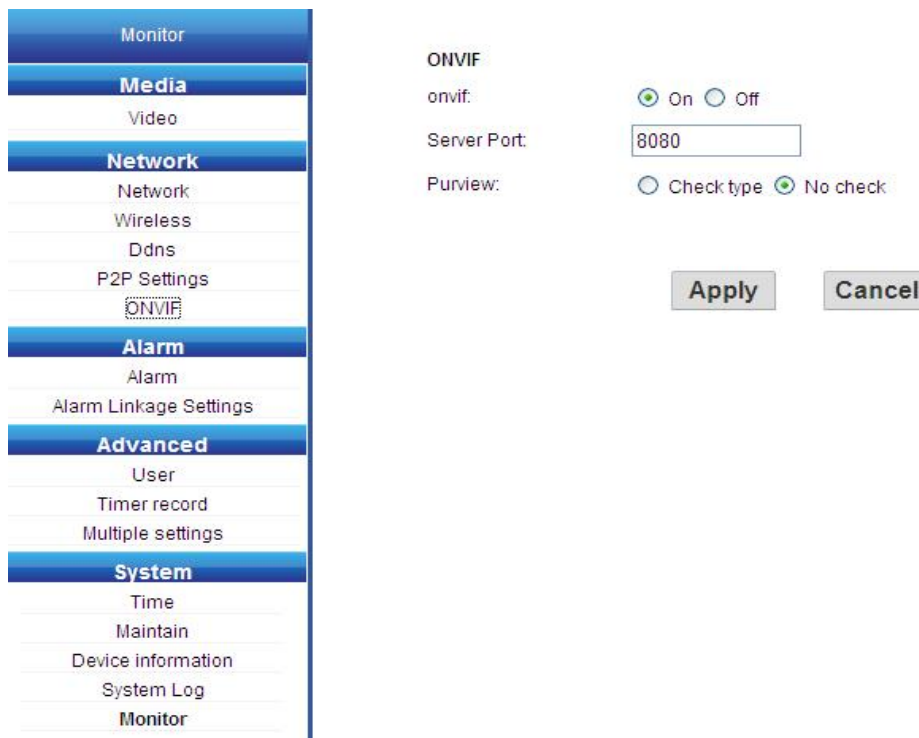 Monitor
Media
Video
Network
Network
Wireless
Ddns
P2P Settings
ONVIF
Alarm
Alarm
Alarm Linkage Settings
Advanced
User
Timer record
Multiple settings
System
Time
Maintain
Device information
System Log
Monitor
ONVIF
onvif: On Off
Server Port: 8080
Purview: Check type No check
Apply Cancel